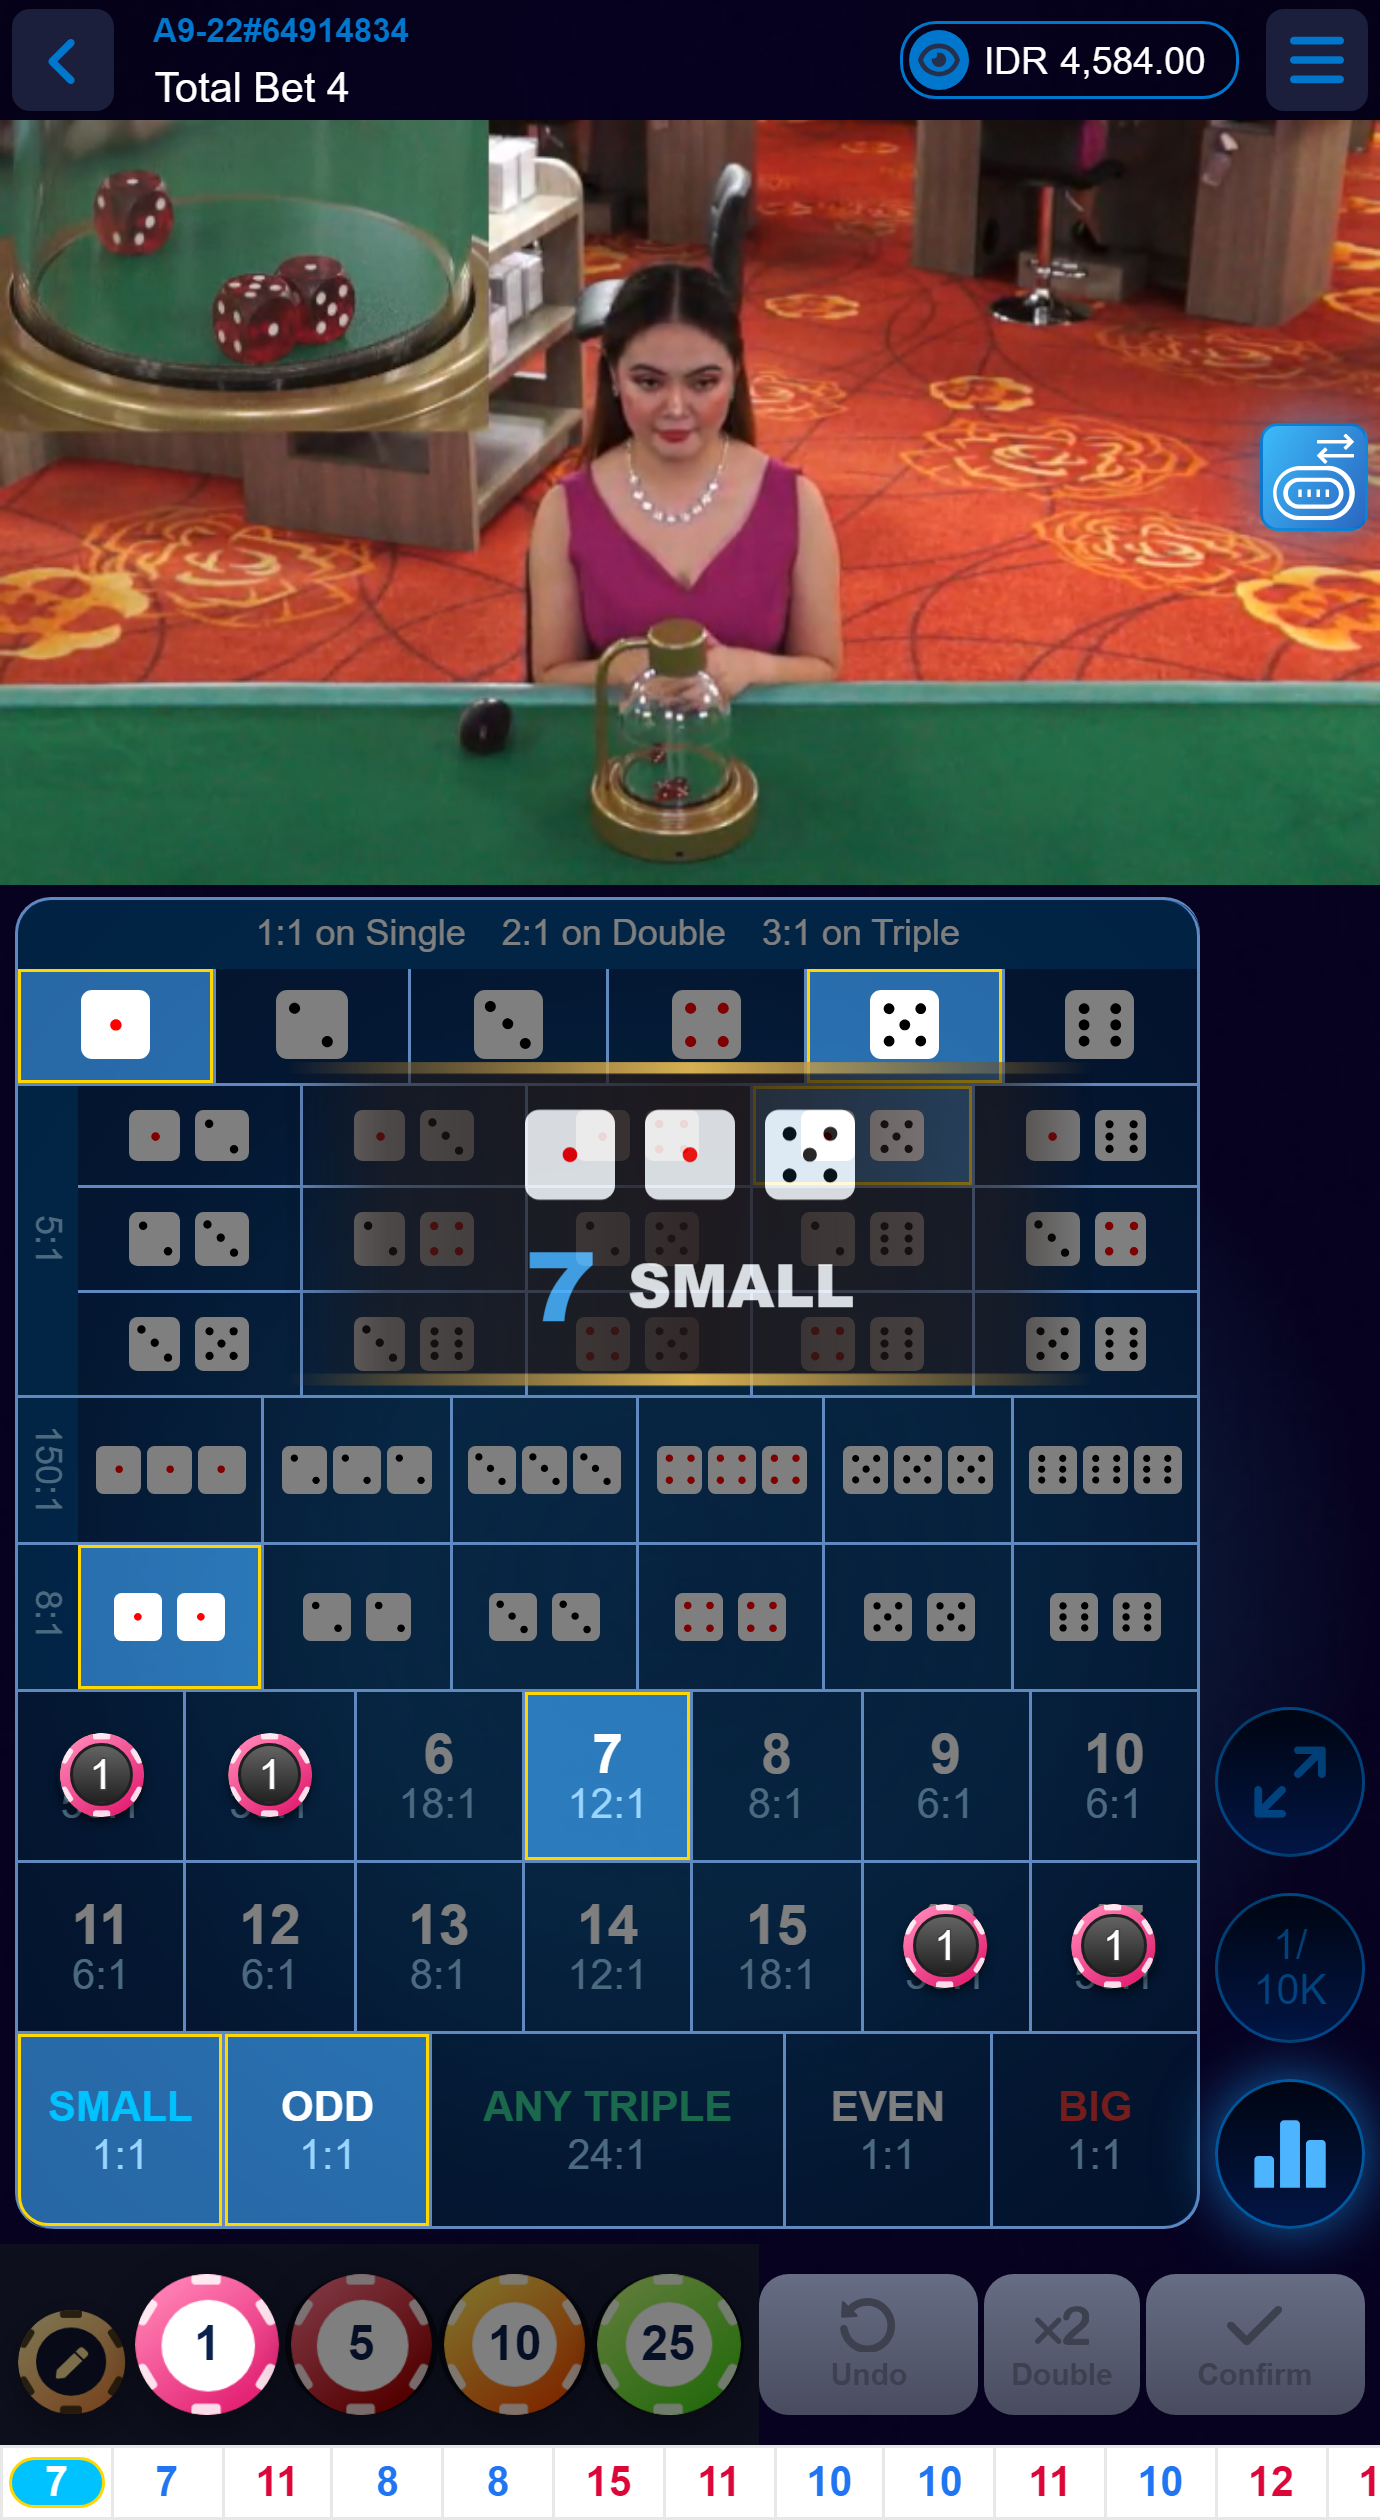 A9-22#64914834
Total Bet 4
IDR 4,584.00
1:1 on Single 2:1 on Double 3:1 on Triple
5:1
7 SMALL
150:1
8:1
1 1 6 7 8 9 10
18:1 12:1 8:1 6:1 6:1
11 12 13 14 15 1 1
6:1 6:1 8:1 12:1 18:1
1/
10K
SMALL ODD ANY TRIPLE EVEN BIG
1:1 1:1 24:1 1:1 1:1
1 5 10 25
x2
Undo Double Confirm
7 7 11 8 8 15 11 10 10 11 10 12